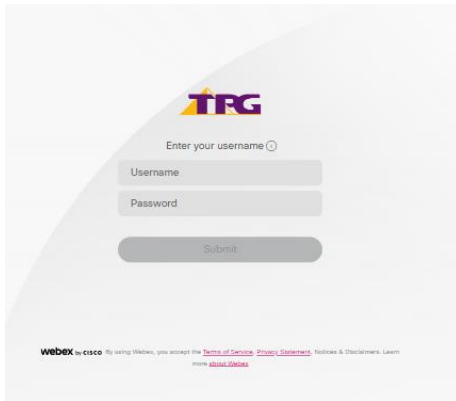 TPG
Enter your username
Username
Password
Submit
webex by CISCO By using Webex, you accept the Terms of Service, Privacy Statement, Notices & Disclaimers. Learn
more about Webex